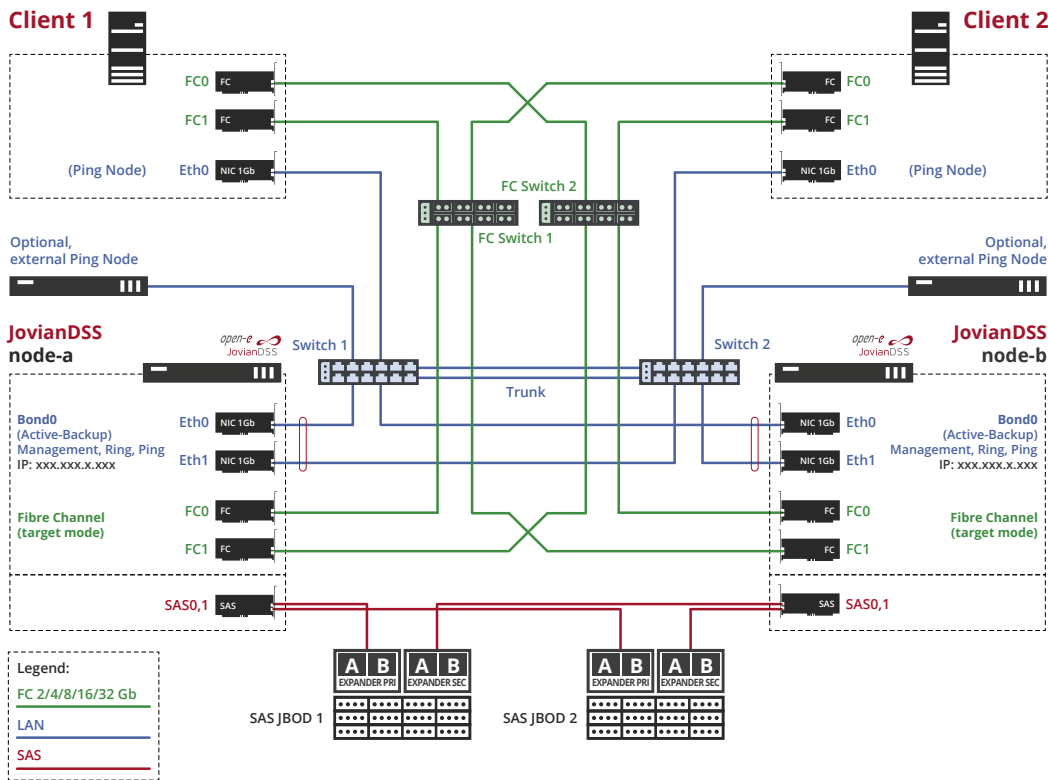 Client 1
Client 2
FC0
FC
FC
FC0
FC1
FC
FC
FC1
(Ping Node)
Eth0
NIC 1Gb
NIC 1Gb
Eth0
(Ping Node)
FC Switch 2
FC Switch 1
Optional,
external Ping Node
Optional,
external Ping Node
JovianDSS
node-a
open-e
JovianDSS
Switch 1
Switch 2
open-e
JovianDSS
JovianDSS
node-b
Trunk
Bond0
(Active-Backup)
Management, Ring, Ping
IP: xxx.xxx.x.xxx
Eth0
NIC 1Gb
Eth1
NIC 1Gb
NIC 1Gb
Eth0
NIC 1Gb
Eth1
Bond0
(Active-Backup)
Management, Ring, Ping
IP: xxx.xxx.x.xxx
Fibre Channel
(target mode)
FC0
FC
FC1
FC
FC
FC0
FC
FC1
Fibre Channel
(target mode)
SAS0,1
SAS
SAS
SAS0,1
A B
EXPANDER PRI
A B
EXPANDER SEC
A B
EXPANDER PRI
A B
EXPANDER SEC
SAS JBOD 1
SAS JBOD 2
Legend:
FC 2/4/8/16/32 Gb
LAN
SAS